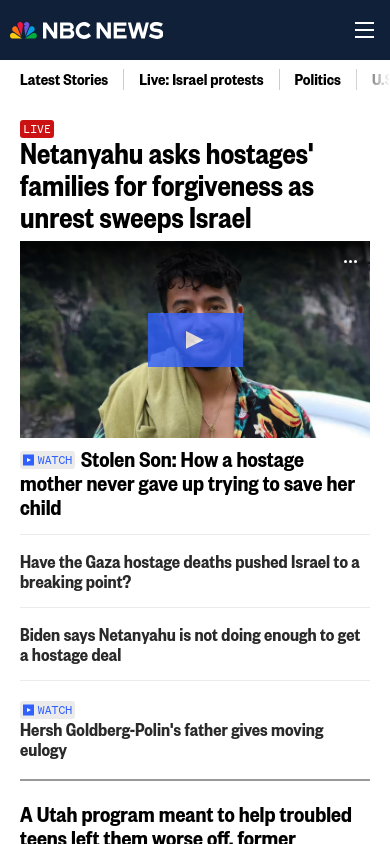 NBC NEWS
Latest Stories
Live: Israel protests
Politics
LIVE
Netanyahu asks hostages'
families for forgiveness as
unrest sweeps Israel
WATCH Stolen Son: How a hostage
mother never gave up trying to save her
child
Have the Gaza hostage deaths pushed Israel to a
breaking point?
Biden says Netanyahu is not doing enough to get
a hostage deal
WATCH
Hersh Goldberg-Polin's father gives moving
eulogy
A Utah program meant to help troubled
teens left them worse off, former